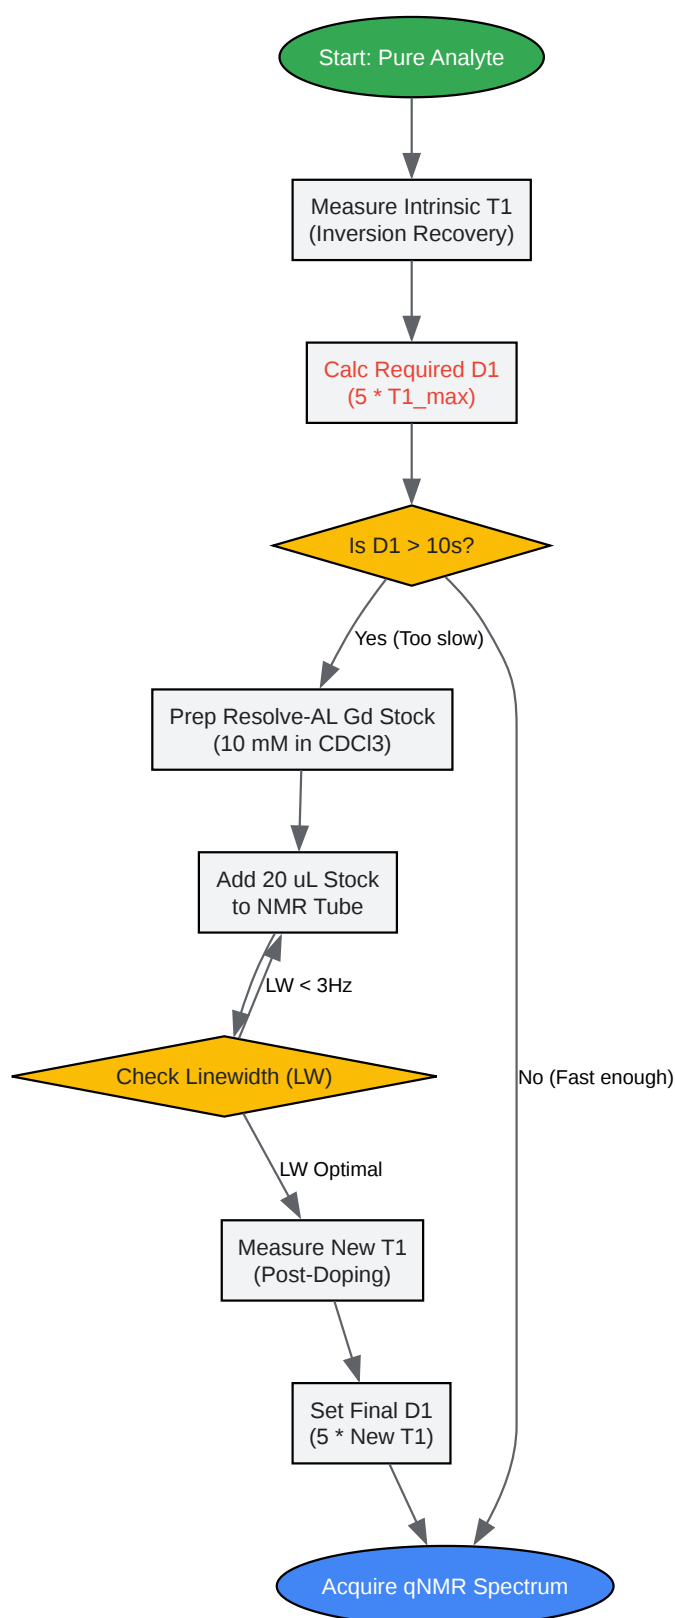 Start: Pure Analyte
Measure Intrinsic T1
(Inversion Recovery)
Calc Required D1
(5 * T1_max)
Is D1 > 10s?
Yes (Too slow)
Prep Resolve-AL Gd Stock
(10 mM in CDCl3)
Add 20 uL Stock
to NMR Tube
LW < 3Hz
Check Linewidth (LW)
No (Fast enough)
LW Optimal
Measure New T1
(Post-Doping)
Set Final D1
(5 * New T1)
Acquire qNMR Spectrum